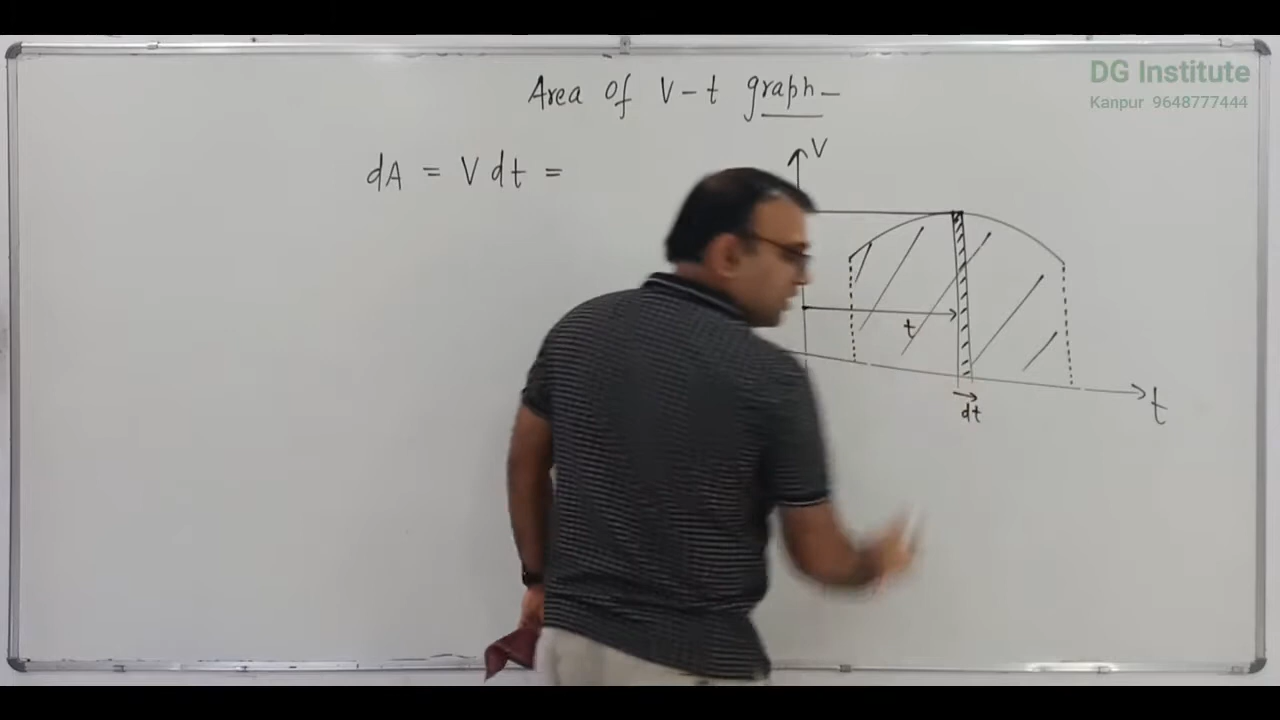 DG Institute
Kanpur 9648777444
Area of V-t graph-
dA = V dt =
V
t
dt
t